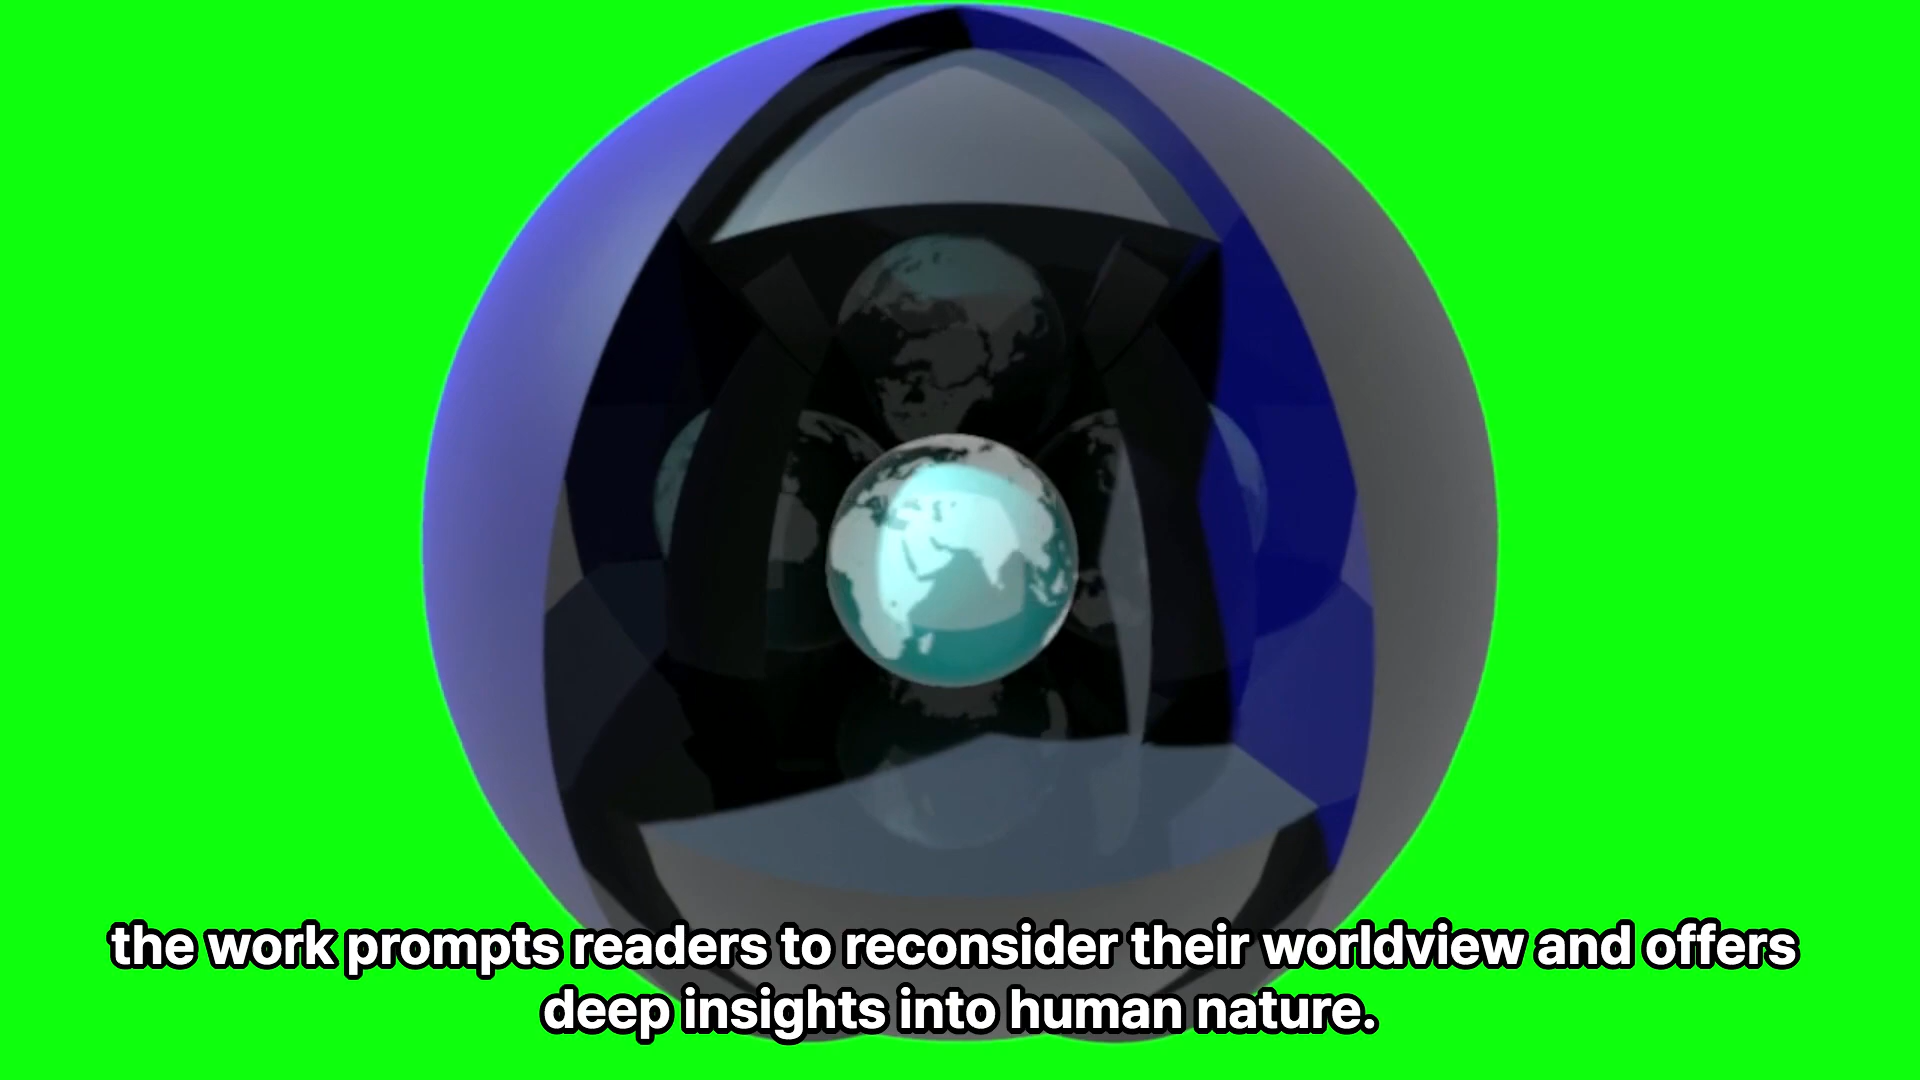 the work prompts readers to reconsider their worldview and offers
deep insights into human nature.